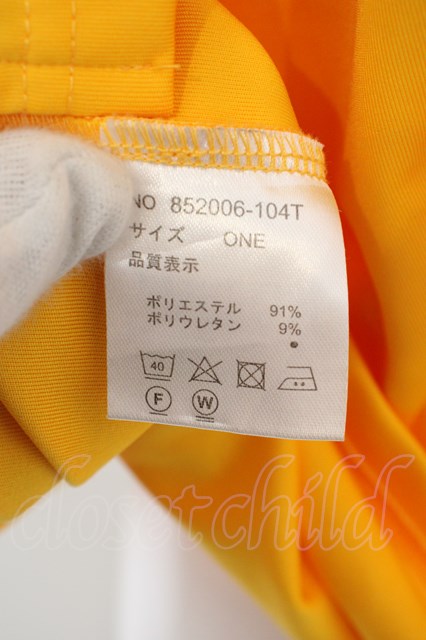 NO 852006-104T
サイズ ONE
品質表示
ポリエステル 91%
ポリウレタン 9%
40
F W
closetchild